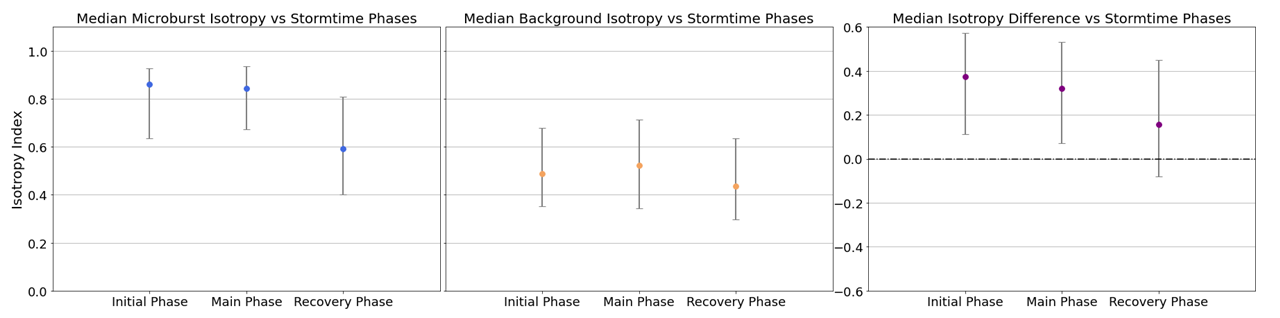 Median Microburst Isotropy vs Stormtime Phases
Isotropy Index
1.0
0.8
0.6
0.4
0.2
0.0
Initial Phase Main Phase Recovery Phase
Median Background Isotropy vs Stormtime Phases
Initial Phase Main Phase Recovery Phase
Median Isotropy Difference vs Stormtime Phases
0.6
0.4
0.2
0.0
−0.2
−0.4
−0.6
Initial Phase Main Phase Recovery Phase